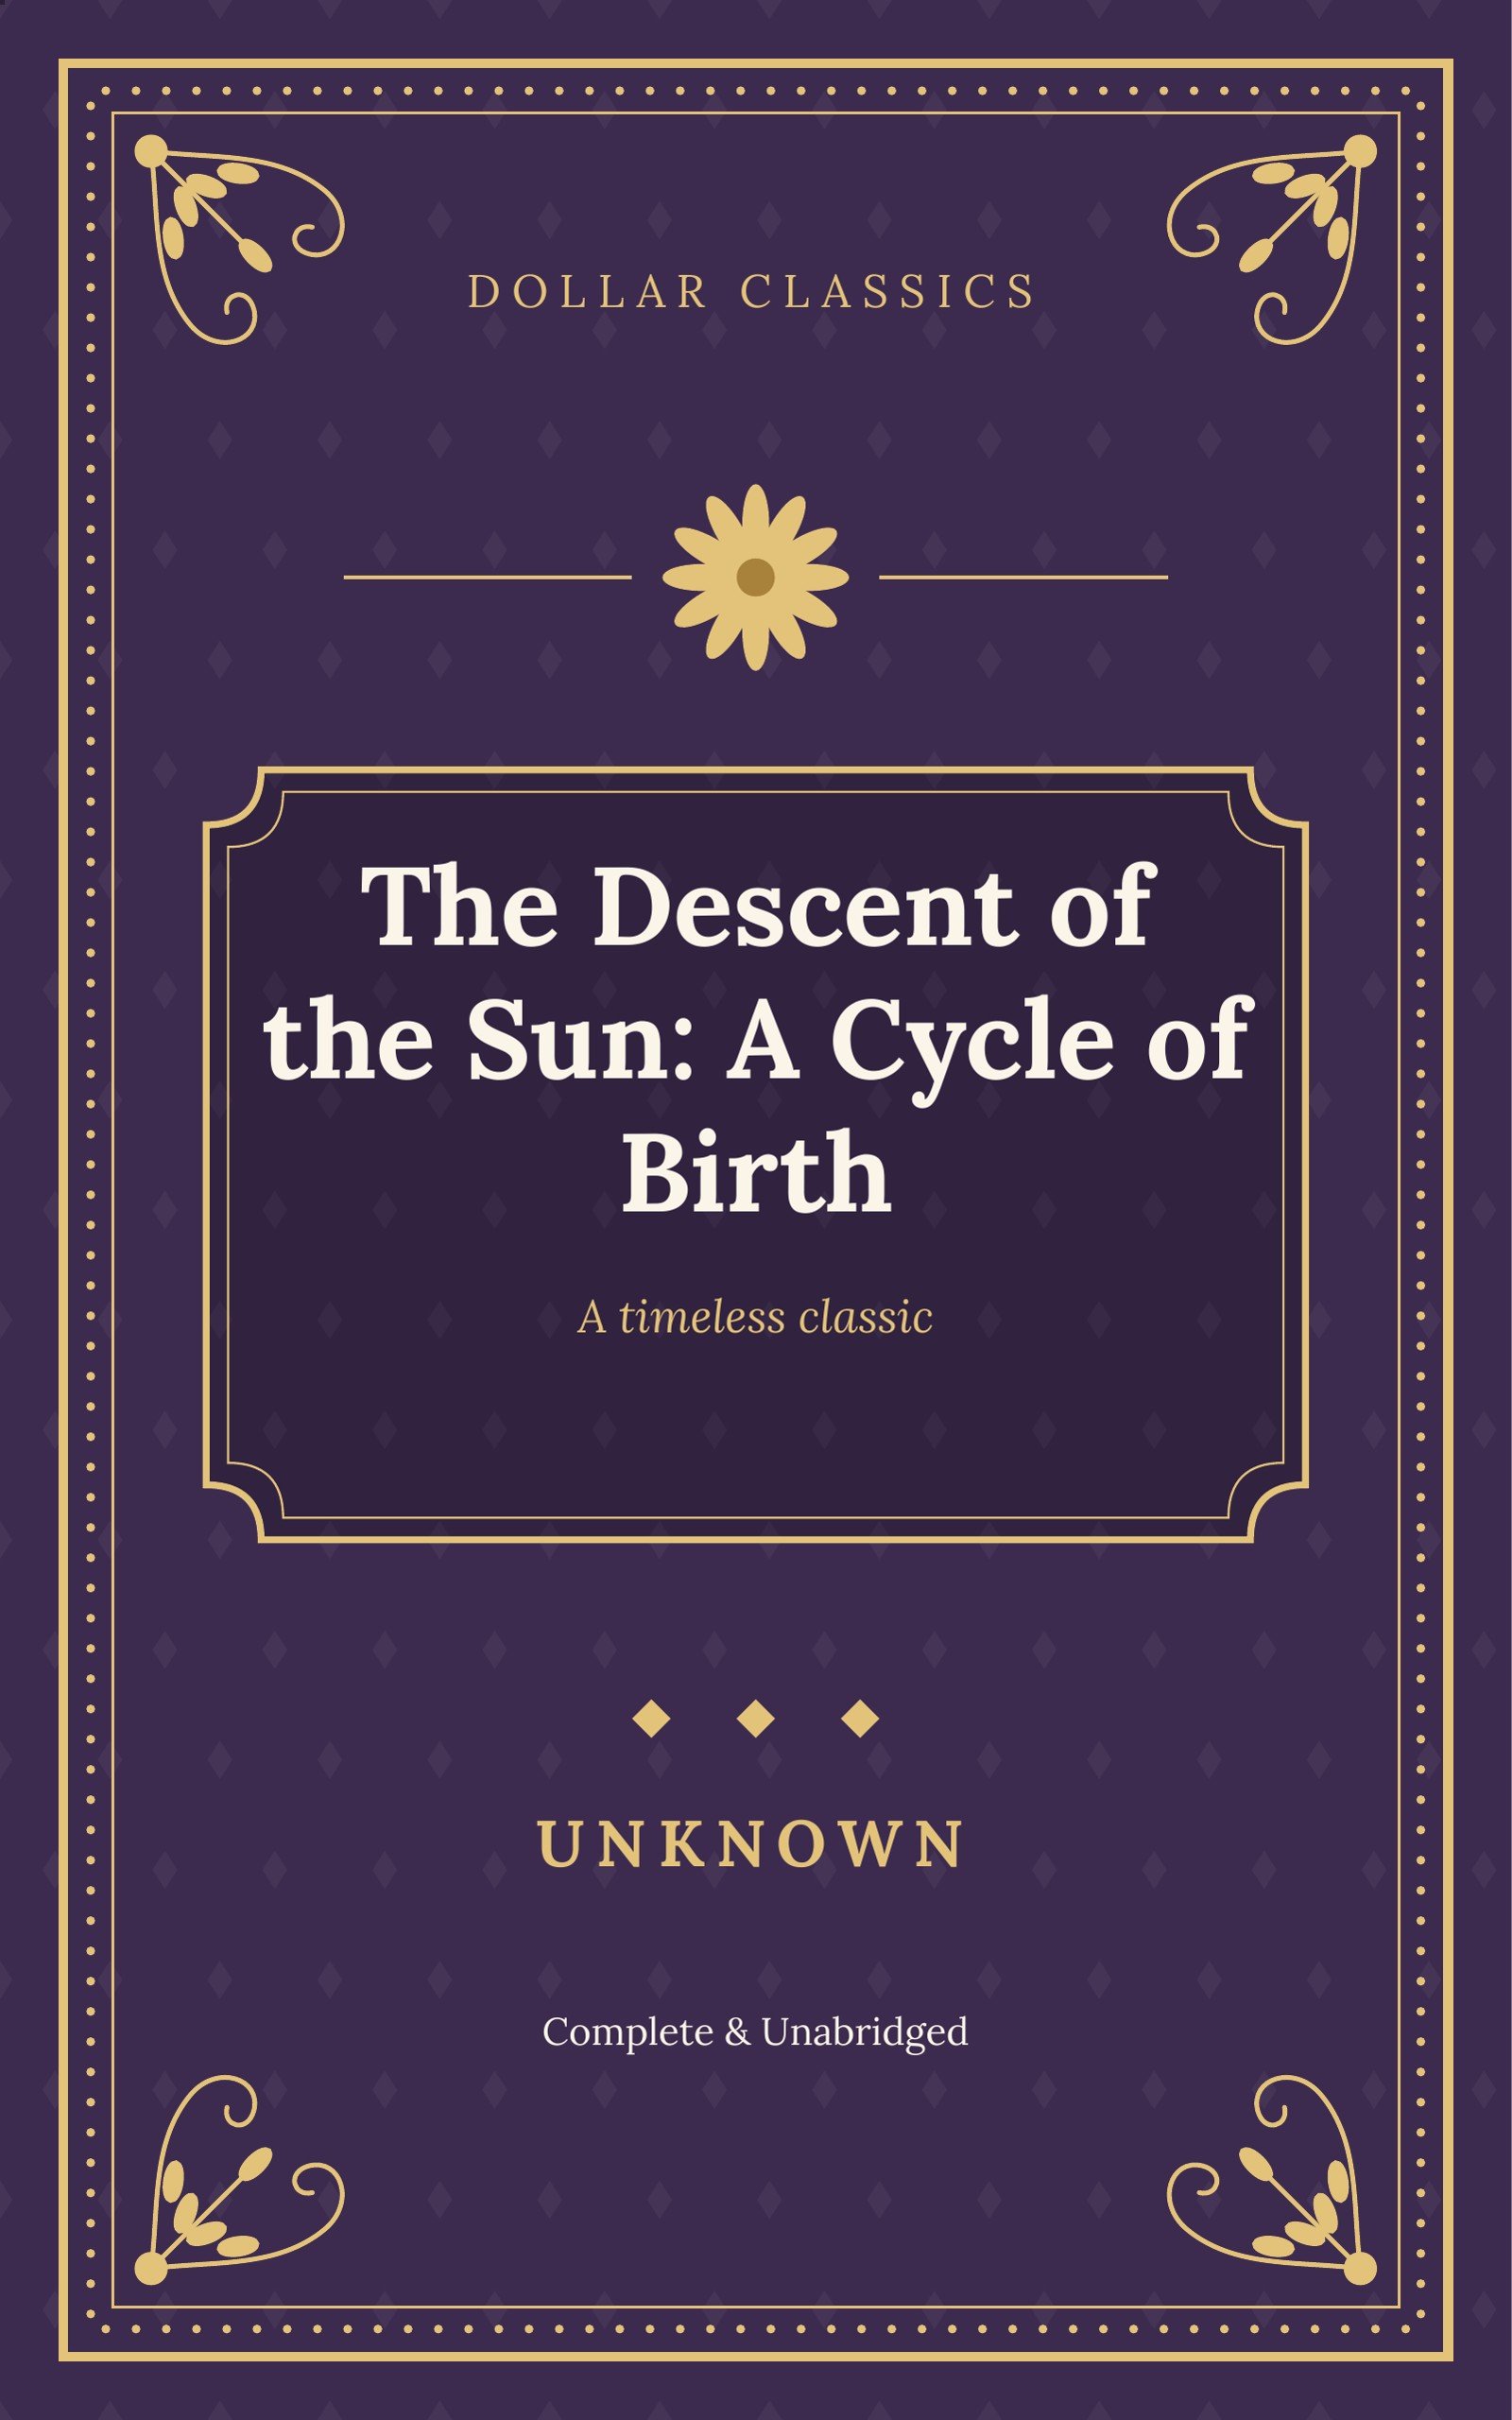 DOLLAR CLASSICS
The Descent of
the Sun: A Cycle of
Birth
A timeless classic
UNKNOWN
Complete & Unabridged